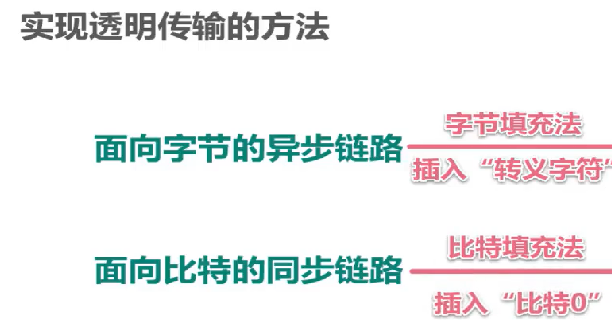 实现透明传输的方法
字节填充法
面向字节的异步链路
插入“转义字符”
比特填充法
面向比特的同步链路
插入“比特0”